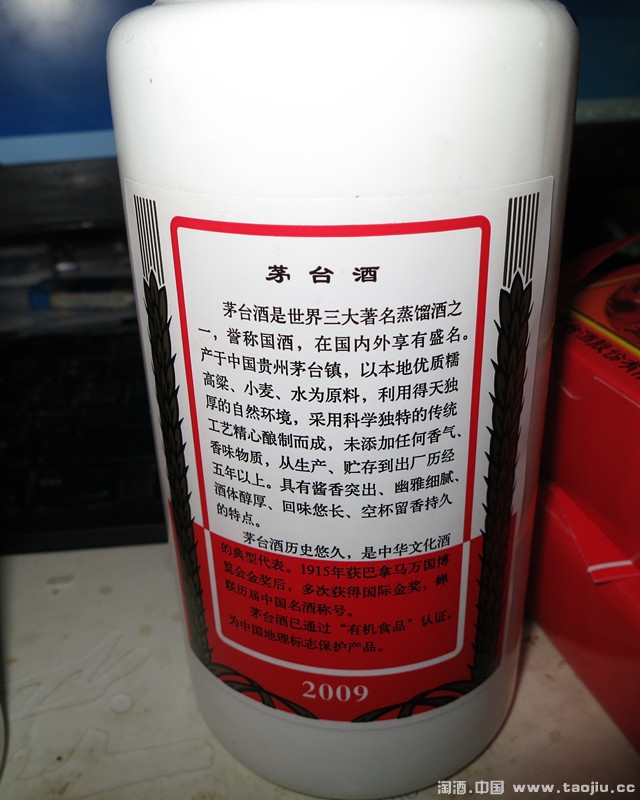 茅台酒
茅台酒是世界三大著名蒸馏酒之
一，誉称国酒，在国内外享有盛名。
产于中国贵州茅台镇，以本地优质糯
高粱、小麦、水为原料，利用得天独
厚的自然环境，采用科学独特的传统
工艺精心酿制而成，未添加任何香气、
香味物质，从生产、贮存到出厂历经
五年以上。具有酱香突出、幽雅细腻、
酒体醇厚、回味悠长、空杯留香持久
的特点。
茅台酒历史悠久，是中华文化酒
的典型代表。1915年获巴拿马万国博
览会金奖后，多次获得国际金奖，蝉
联历届中国名酒称号。
茅台酒已通过“有机食品”认证，
为中国地理标志保护产品。
2009
淘酒.中国 www.taojiu.cc